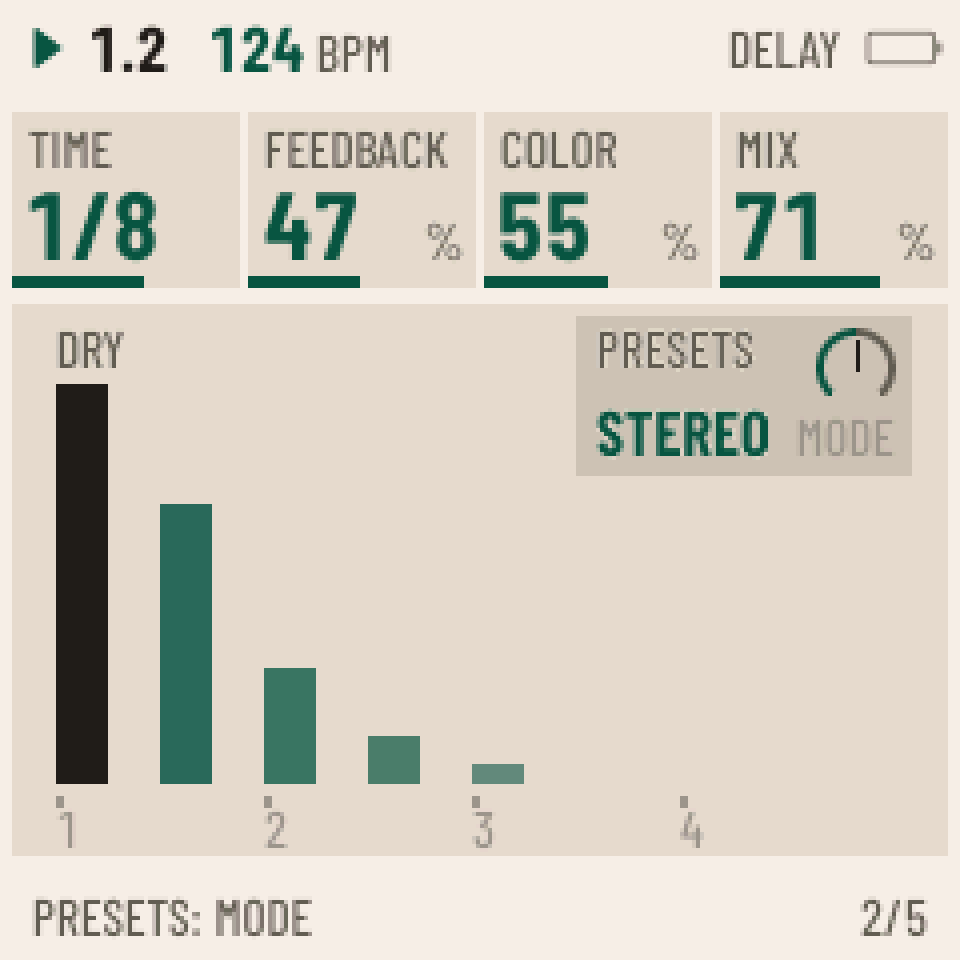 1.2 124 BPM DELAY
TIME FEEDBACK COLOR MIX
1/8 47 % 55 % 71 %
DRY PRESETS
STEREO MODE
1 2 3 4
PRESETS: MODE 2/5